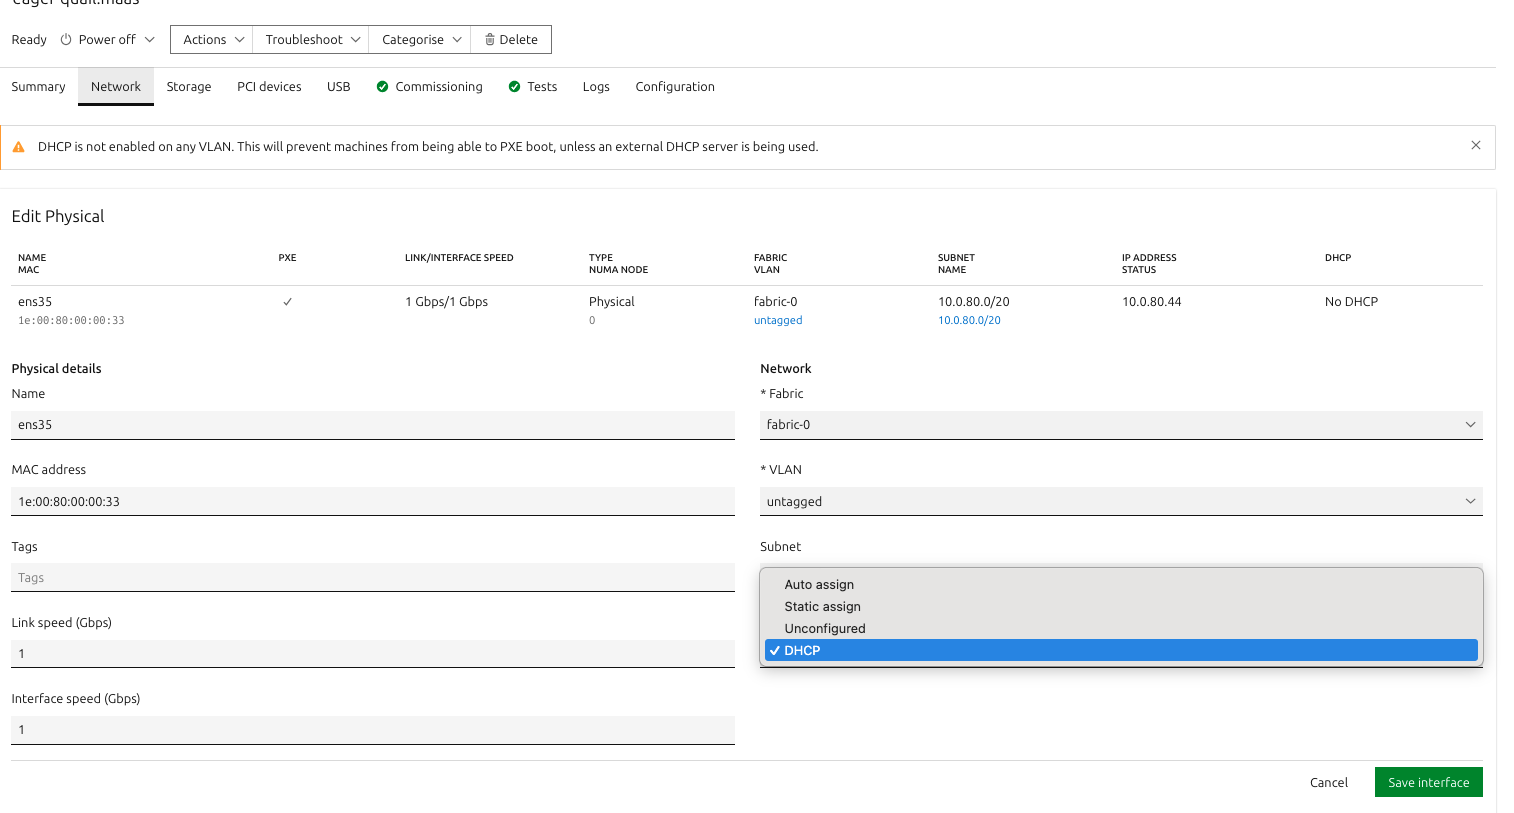 Ready Power off Actions Troubleshoot Categorise Delete
Summary Network Storage PCI devices USB Commissioning Tests Logs Configuration
DHCP is not enabled on any VLAN. This will prevent machines from being able to PXE boot, unless an external DHCP server is being used.
Edit Physical
NAME PXE LINK/INTERFACE SPEED TYPE FABRIC SUBNET IP ADDRESS DHCP
MAC NUMA NODE VLAN NAME STATUS
ens35 1 Gbps/1 Gbps Physical fabric-0 10.0.80.0/20 10.0.80.44 No DHCP
1e:00:80:00:00:33 0 untagged 10.0.80.0/20
Physical details
Name
ens35
MAC address
1e:00:80:00:00:33
Tags
Tags
Link speed (Gbps)
1
Interface speed (Gbps)
1
Network
* Fabric
fabric-0
* VLAN
untagged
Subnet
Auto assign
Static assign
Unconfigured
DHCP
Cancel Save interface